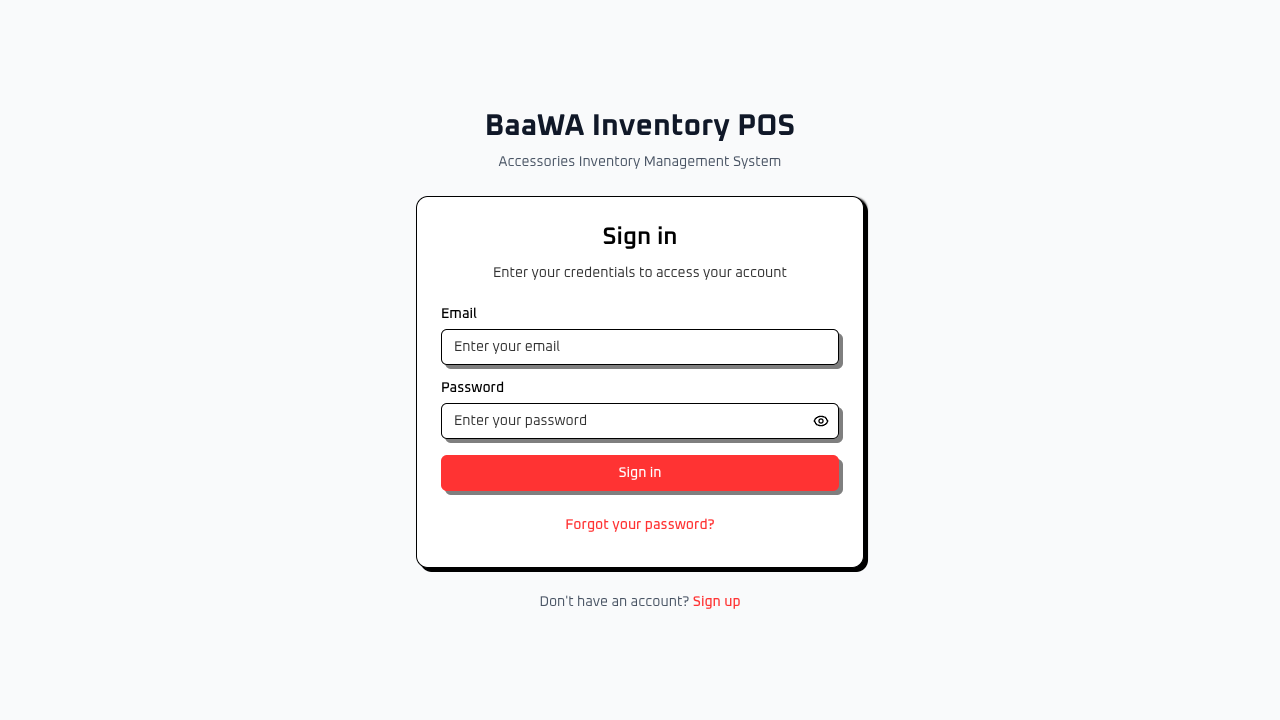 BaaWA Inventory POS
Accessories Inventory Management System
Sign in
Enter your credentials to access your account
Email
Enter your email
Password
Enter your password
Sign in
Forgot your password?
Don't have an account? Sign up